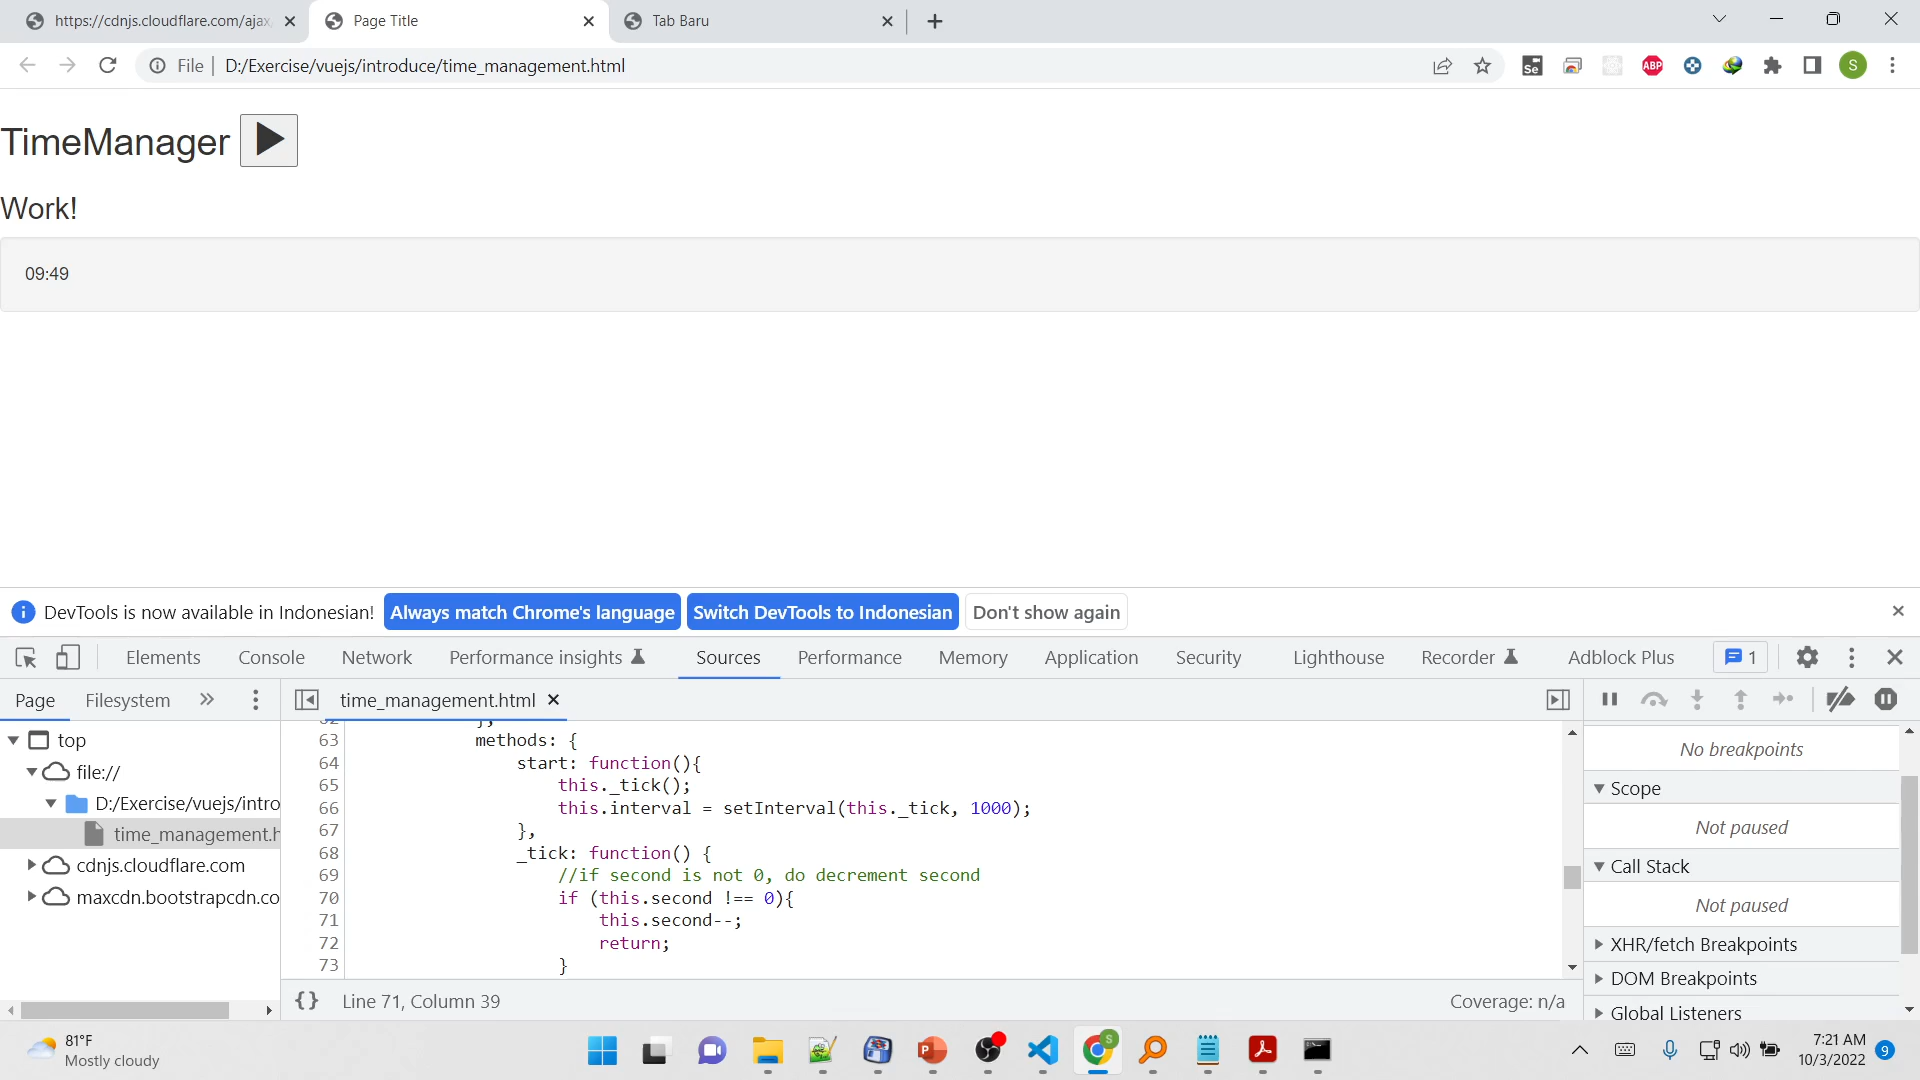 https://cdnjs.cloudflare.com/ajax
Page Title
Tab Baru
File
D:/Exercise/vuejs/introduce/time_management.html
Se
ABP
S
TimeManager
Work!
09:49
DevTools is now available in Indonesian!
Always match Chrome's language
Switch DevTools to Indonesian
Don't show again
Elements
Console
Network
Performance insights
Sources
Performance
Memory
Application
Security
Lighthouse
Recorder
Adblock Plus
1
Page
Filesystem
time_management.html
top
file://
D:/Exercise/vuejs/intro
time_management.h
cdnjs.cloudflare.com
maxcdn.bootstrapcdn.co
63 methods: {
64 start: function(){
65 this._tick();
66 this.interval = setInterval(this._tick, 1000);
67 },
68 _tick: function() {
69 //if second is not 0, do decrement second
70 if (this.second !== 0){
71 this.second--;
72 return;
73 }
{} Line 71, Column 39
Coverage: n/a
No breakpoints
Scope
Not paused
Call Stack
Not paused
XHR/fetch Breakpoints
DOM Breakpoints
Global Listeners
81°F
Mostly cloudy
P
S
7:21 AM
10/3/2022
9